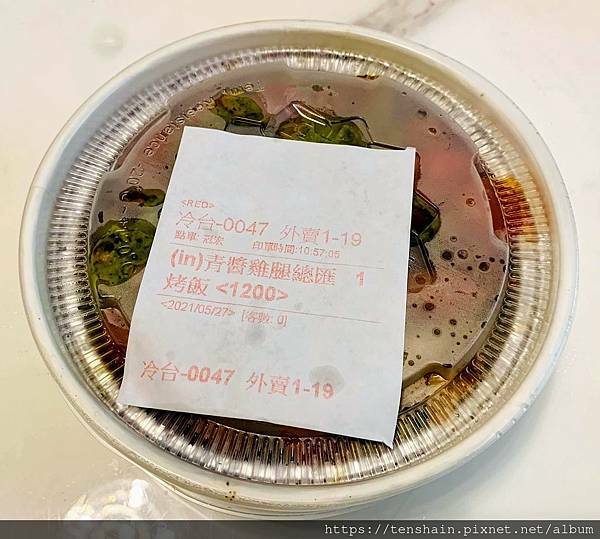 <RED>
冷台-0047 外賣1-19
點單: 冠宏 印單時間:10:57:05
(in)青醬雞腿總匯 1
烤飯 <1200>
<2021/05/27> [客數: 0]
冷台-0047 外賣1-19
https://tenshain.pixnet.net/album